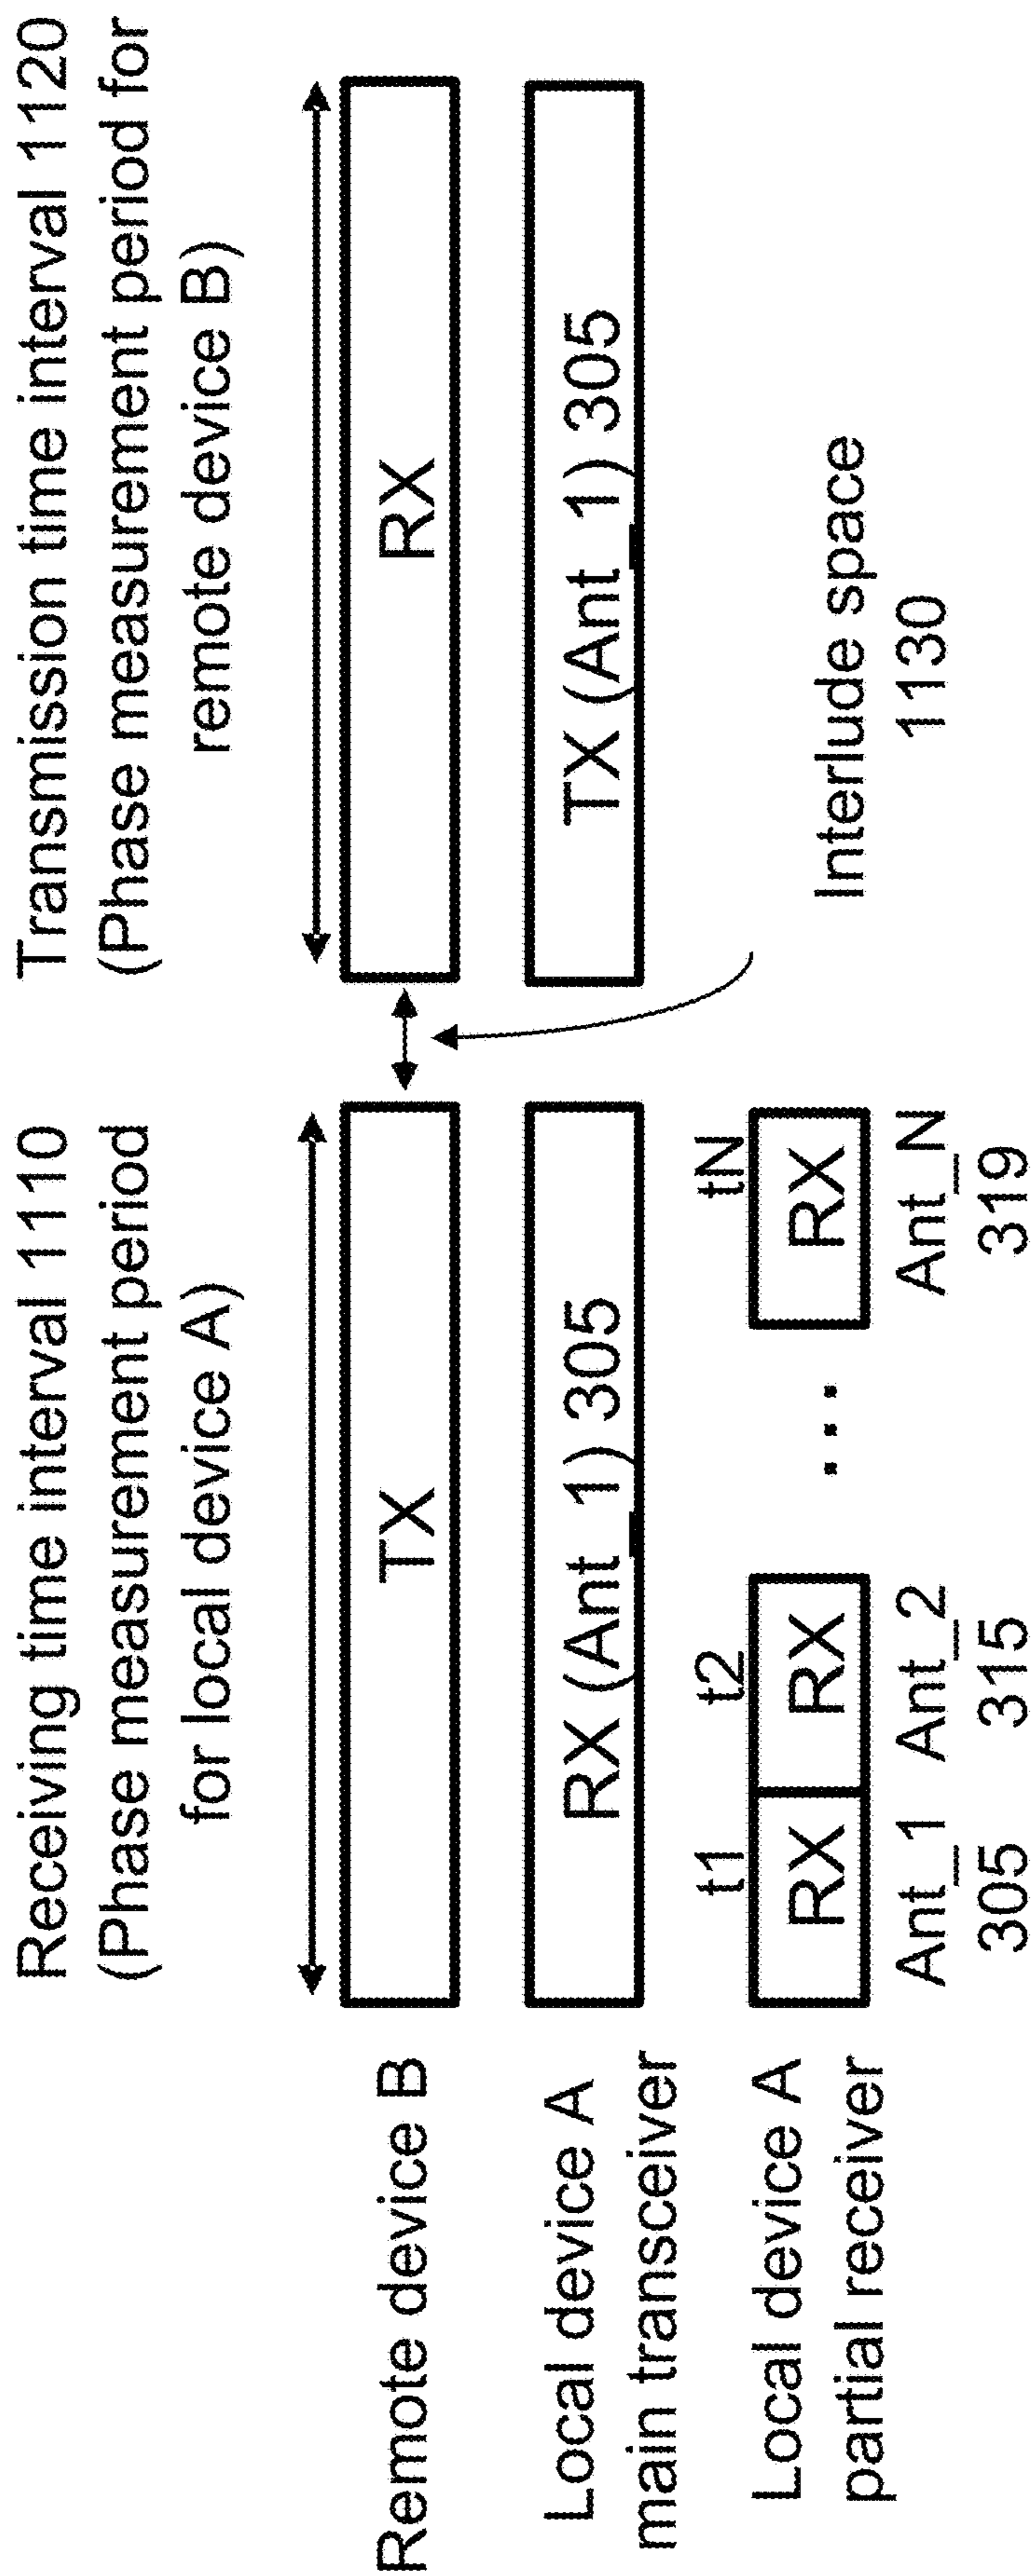 Receiving time interval 1110
(Phase measurement period
for local device A)
Transmission time interval 1120
(Phase measurement period for
remote device B)
Remote device B
TX
RX
Local device A
main transceiver
RX (Ant_1) 305
TX (Ant_1) 305
Local device A
partial receiver
t1
t2
tN
RX
RX
...
RX
Ant_1
305
Ant_2
315
Ant_N
319
Interlude space
1130